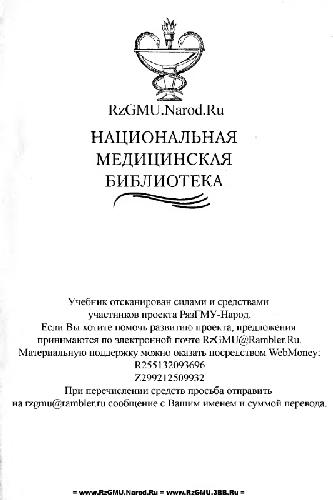 RzGMU.Narod.Ru
НАЦИОНАЛЬНАЯ
МЕДИЦИНСКАЯ
БИБЛИОТЕКА
Учебник отсканирован силами и средствами
участников проекта РязГМУ-Народ.
Если Вы хотите помочь развитию проекта, предложения
принимаются по электронной почте RzGMU@Rambler.Ru.
Материальную поддержку можно оказать посредством WebMoney:
R255132093696
Z299212509932
При перечислении средств просьба отправить
на rzgmu@rambler.ru сообщение с Вашим именем и суммой перевода.
= www.RzGMU.Narod.Ru = www.RzGMU.3BB.Ru =